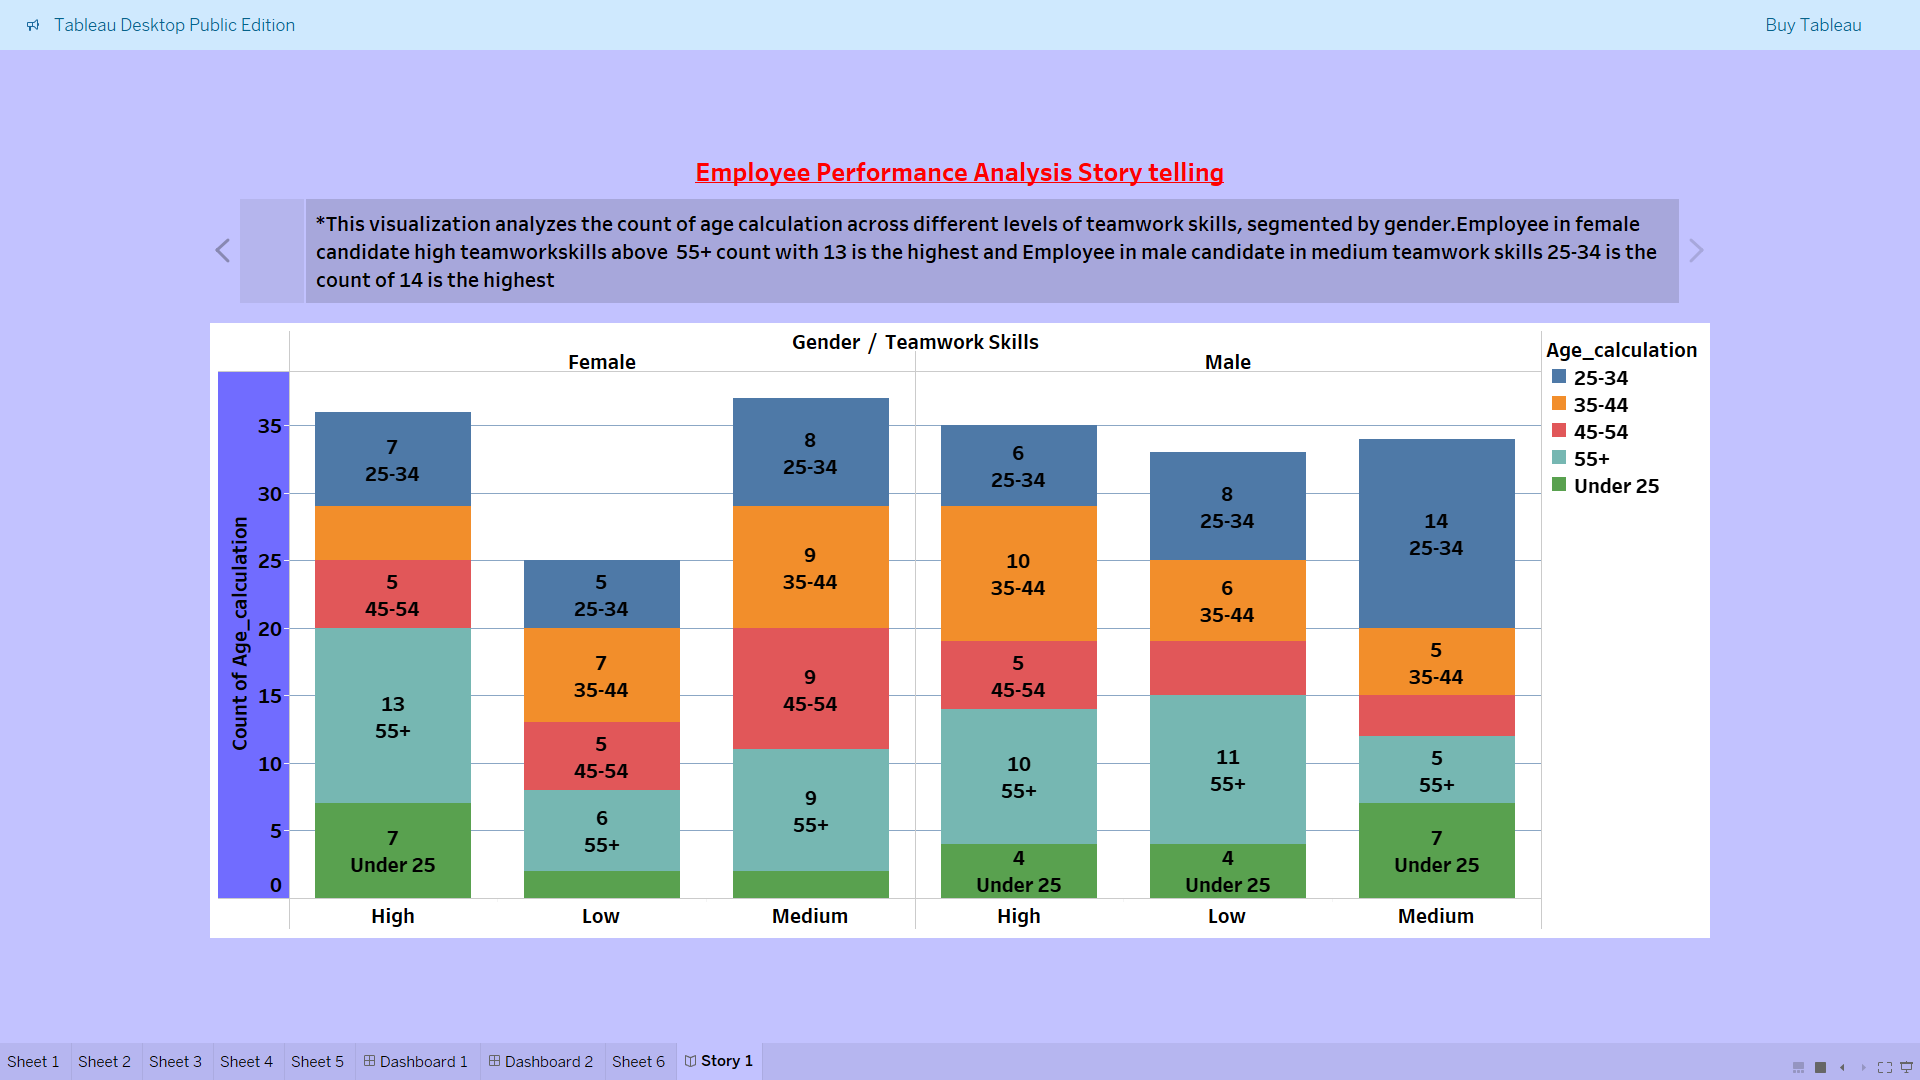 Tableau Desktop Public Edition
Buy Tableau
Employee Performance Analysis Story telling
*This visualization analyzes the count of age calculation across different levels of teamwork skills, segmented by gender.Employee in female
candidate high teamworkskills above  55+ count with 13 is the highest and Employee in male candidate in medium teamwork skills 25-34 is the
count of 14 is the highest
Gender / Teamwork Skills
Female
Male
Age_calculation
25-34
35-44
45-54
55+
Under 25
Count of Age_calculation
35
30
25
20
15
10
5
0
7
25-34
5
45-54
13
55+
7
Under 25
High
5
25-34
7
35-44
5
45-54
6
55+
Low
8
25-34
9
35-44
9
45-54
9
55+
Medium
6
25-34
10
35-44
5
45-54
10
55+
4
Under 25
High
8
25-34
6
35-44
11
55+
4
Under 25
Low
14
25-34
5
35-44
5
55+
7
Under 25
Medium
Sheet 1
Sheet 2
Sheet 3
Sheet 4
Sheet 5
Dashboard 1
Dashboard 2
Sheet 6
Story 1